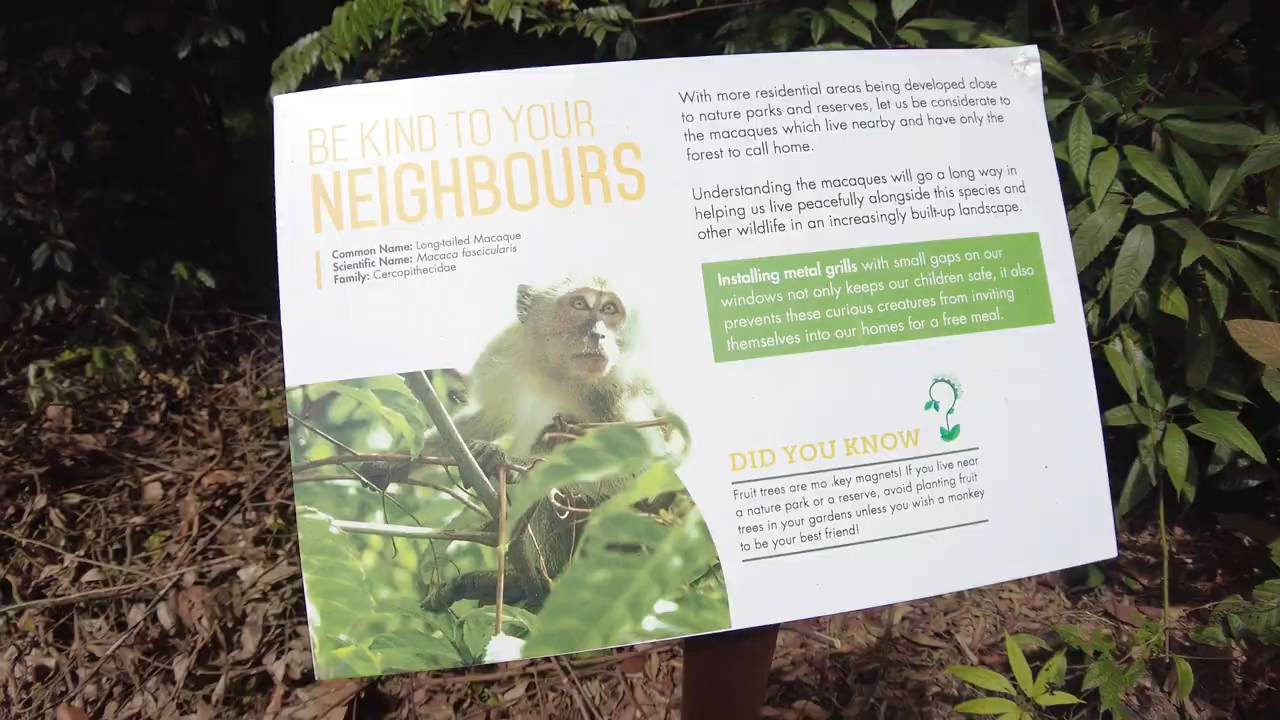 BE KIND TO YOUR
NEIGHBOURS
Common Name: Long-tailed Macaque
Scientific Name: Macaca fascicularis
Family: Cercopithecidae
With more residential areas being developed close
to nature parks and reserves, let us be considerate to
the macaques which live nearby and have only the
forest to call home.
Understanding the macaques will go a long way in
helping us live peacefully alongside this species and
other wildlife in an increasingly built-up landscape.
Installing metal grills with small gaps on our
windows not only keeps our children safe, it also
prevents these curious creatures from inviting
themselves into our homes for a free meal.
DID YOU KNOW
Fruit trees are mo.key magnets! If you live near
a nature park or a reserve, avoid planting fruit
trees in your gardens unless you wish a monkey
to be your best friend!